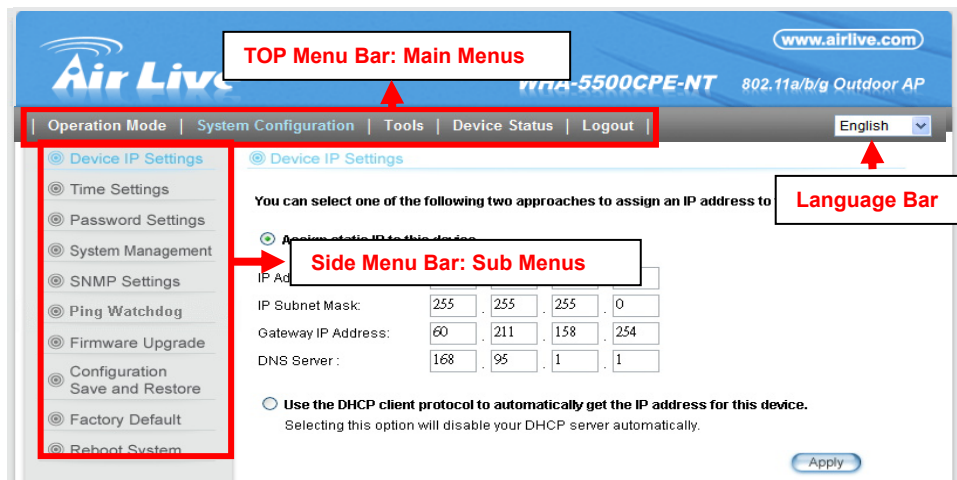 www.airlive.com
TOP Menu Bar: Main Menus
Air Live
WHA-5500CPE-NT 802.11a/b/g Outdoor AP
| Operation Mode | System Configuration | Tools | Device Status | Logout |
English
Device IP Settings
Time Settings
Password Settings
System Management
SNMP Settings
Ping Watchdog
Firmware Upgrade
Configuration
Save and Restore
Factory Default
Reboot System
Device IP Settings
You can select one of the following two approaches to assign an IP address to
Language Bar
Assign static IP to this device
Side Menu Bar: Sub Menus
IP Subnet Mask: 255 . 255 . 255 . 0
Gateway IP Address: 60 . 211 . 158 . 254
DNS Server : 168 . 95 . 1 . 1
Use the DHCP client protocol to automatically get the IP address for this device.
Selecting this option will disable your DHCP server automatically.
Apply